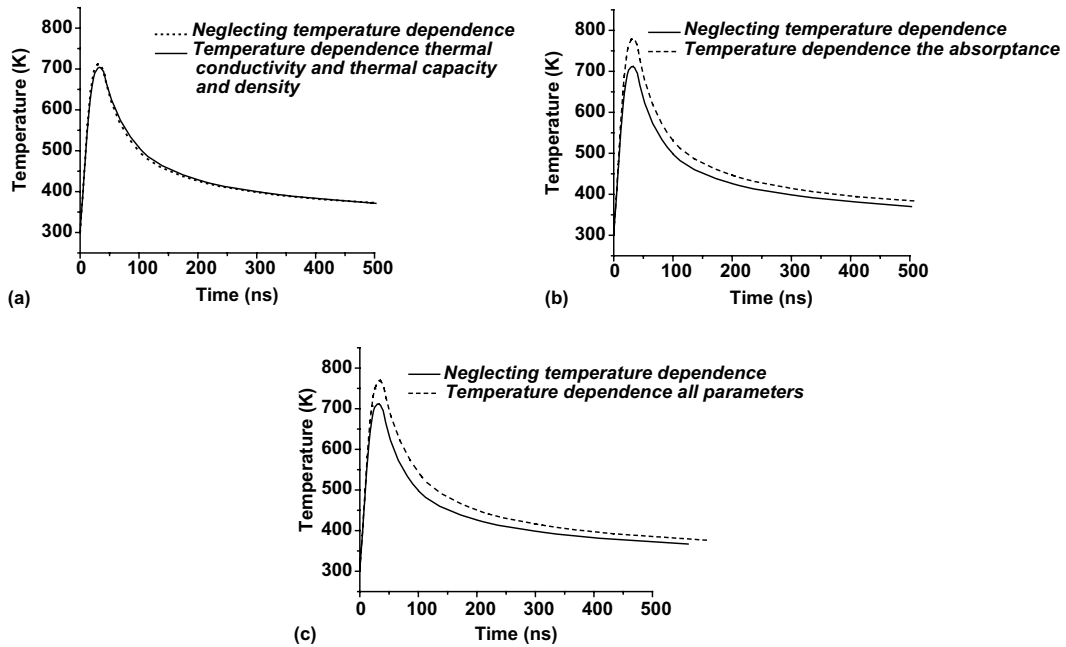 Neglecting temperature dependence
Temperature dependence thermal
conductivity and thermal capacity
and density
Temperature (K)
800
700
600
500
400
300
0 100 200 300 400 500
Time (ns)
(a)
Neglecting temperature dependence
Temperature dependence the absorptance
Temperature (K)
800
700
600
500
400
300
0 100 200 300 400 500
Time (ns)
(b)
Neglecting temperature dependence
Temperature dependence all parameters
Temperature (K)
800
700
600
500
400
300
0 100 200 300 400 500
Time (ns)
(c)